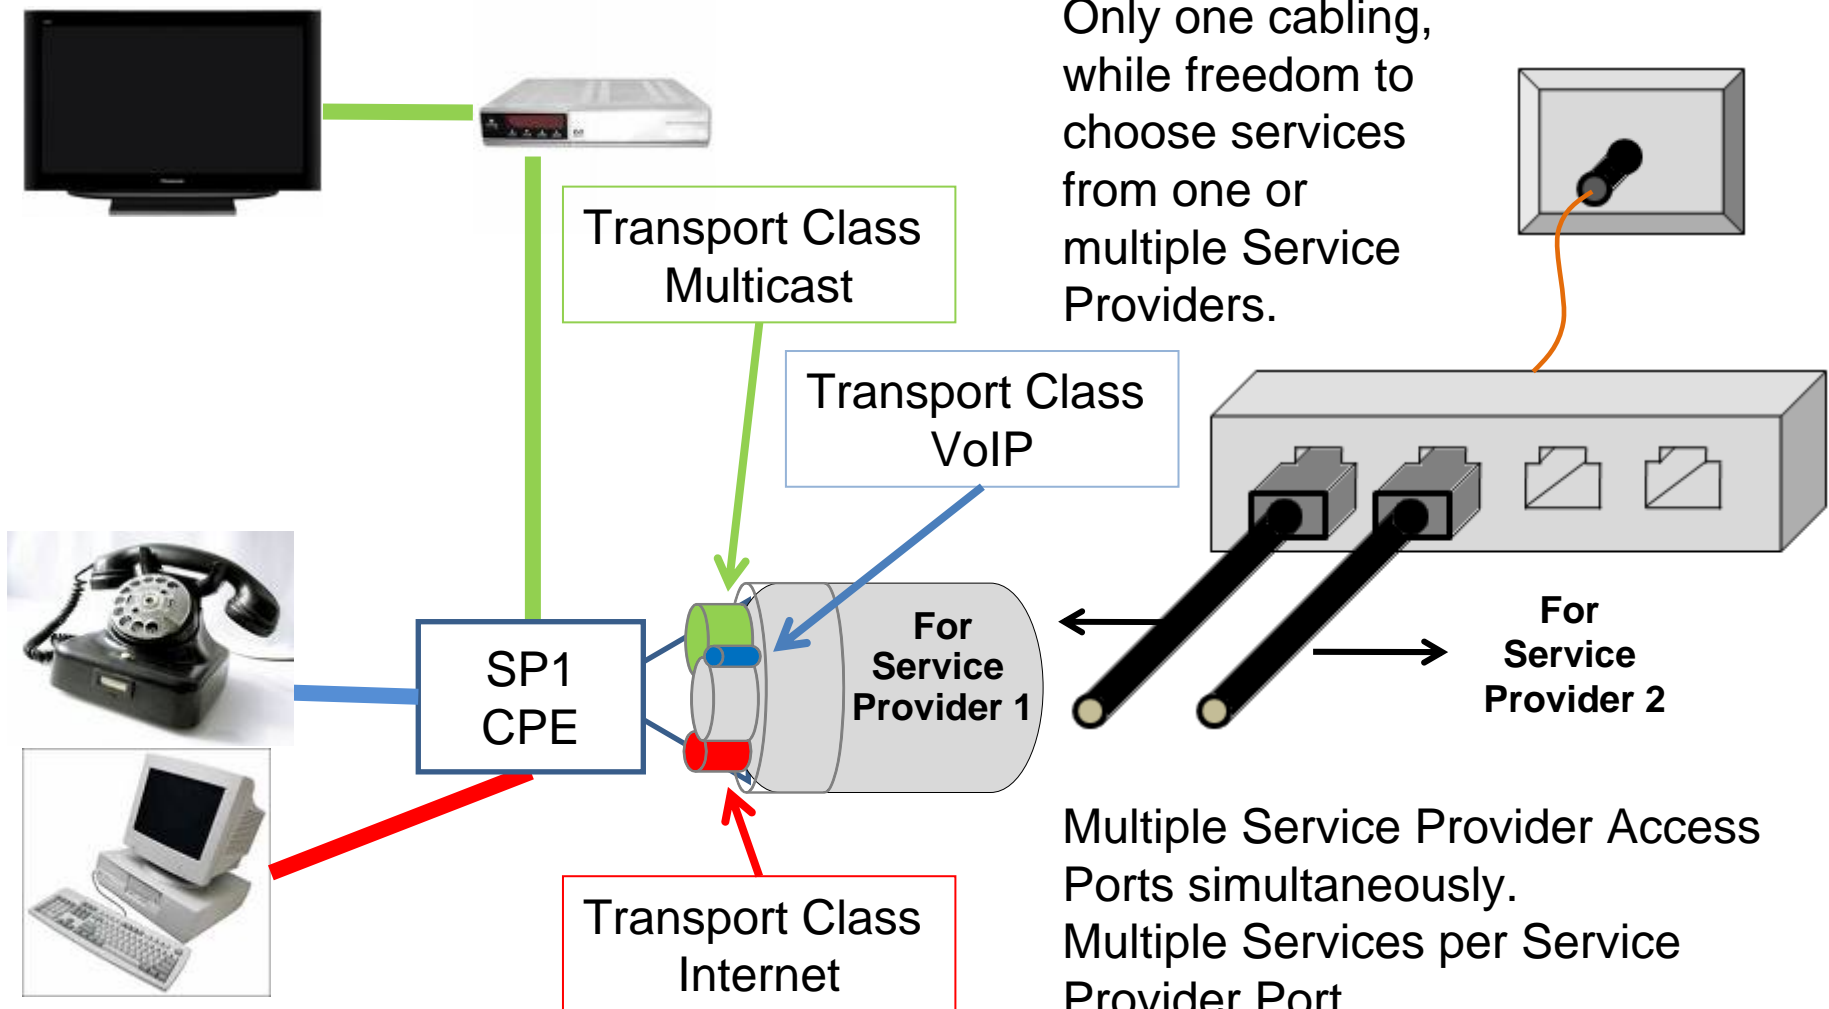 Only one cabling,
while freedom to
choose services
from one or
multiple Service
Providers.
Transport Class
Multicast
Transport Class
VoIP
SP1
CPE
For
Service
Provider 1
For
Service
Provider 2
Transport Class
Internet
Multiple Service Provider Access
Ports simultaneously.
Multiple Services per Service
Provider Port